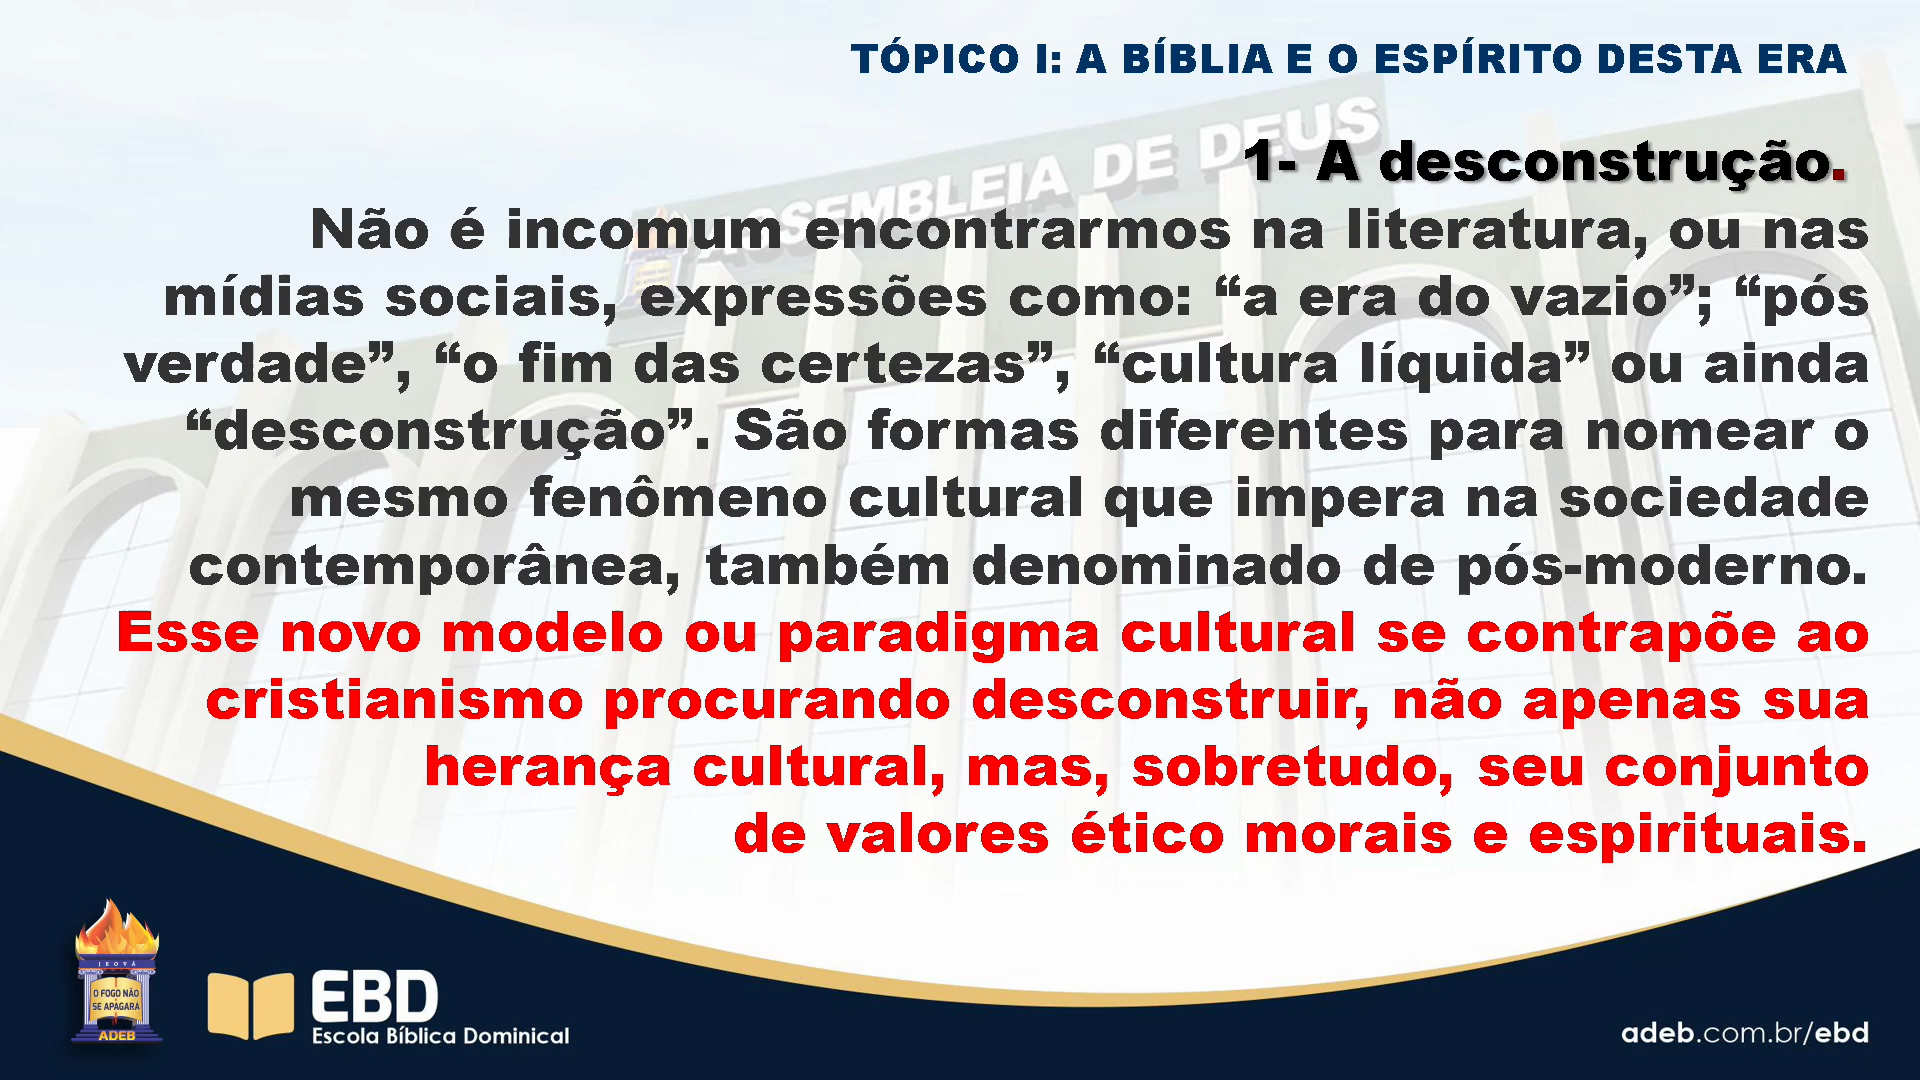 TÓPICO I: A BÍBLIA E O ESPÍRITO DESTA ERA
ASSEMBLEIA DE DEUS
1- A desconstrução.
Não é incomum encontrarmos na literatura, ou nas
mídias sociais, expressões como: “a era do vazio”; “pós
verdade”, “o fim das certezas”, “cultura líquida” ou ainda
“desconstrução”. São formas diferentes para nomear o
mesmo fenômeno cultural que impera na sociedade
contemporânea, também denominado de pós-moderno.
Esse novo modelo ou paradigma cultural se contrapõe ao
cristianismo procurando desconstruir, não apenas sua
herança cultural, mas, sobretudo, seu conjunto
de valores ético morais e espirituais.
JEOVÁ
O FOGO NÃO
SE APAGARÁ
ADEB
EBD
Escola Bíblica Dominical
adeb.com.br/ebd